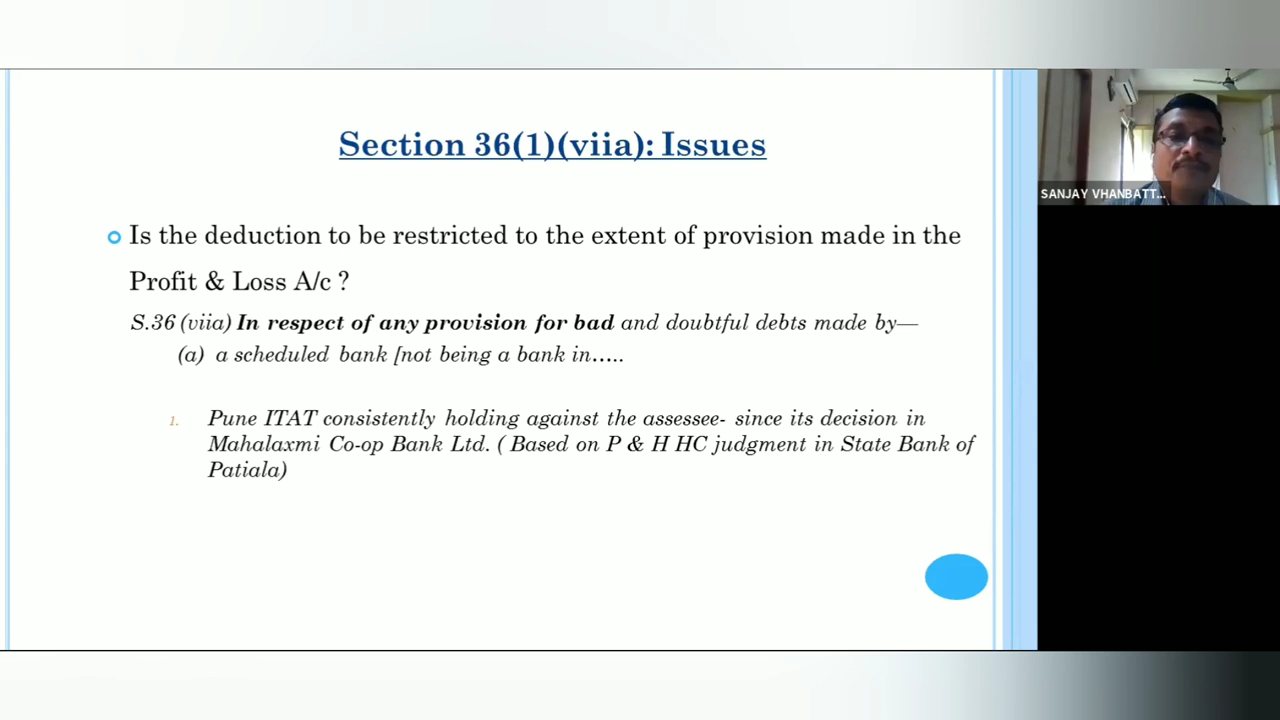 Section 36(1)(viia): Issues
Is the deduction to be restricted to the extent of provision made in the
Profit & Loss A/c ?
S.36 (viia) In respect of any provision for bad and doubtful debts made by—
(a) a scheduled bank [not being a bank in…..
1. Pune ITAT consistently holding against the assessee- since its decision in
Mahalaxmi Co-op Bank Ltd. ( Based on P & H HC judgment in State Bank of
Patiala)
SANJAY VHANBATT...